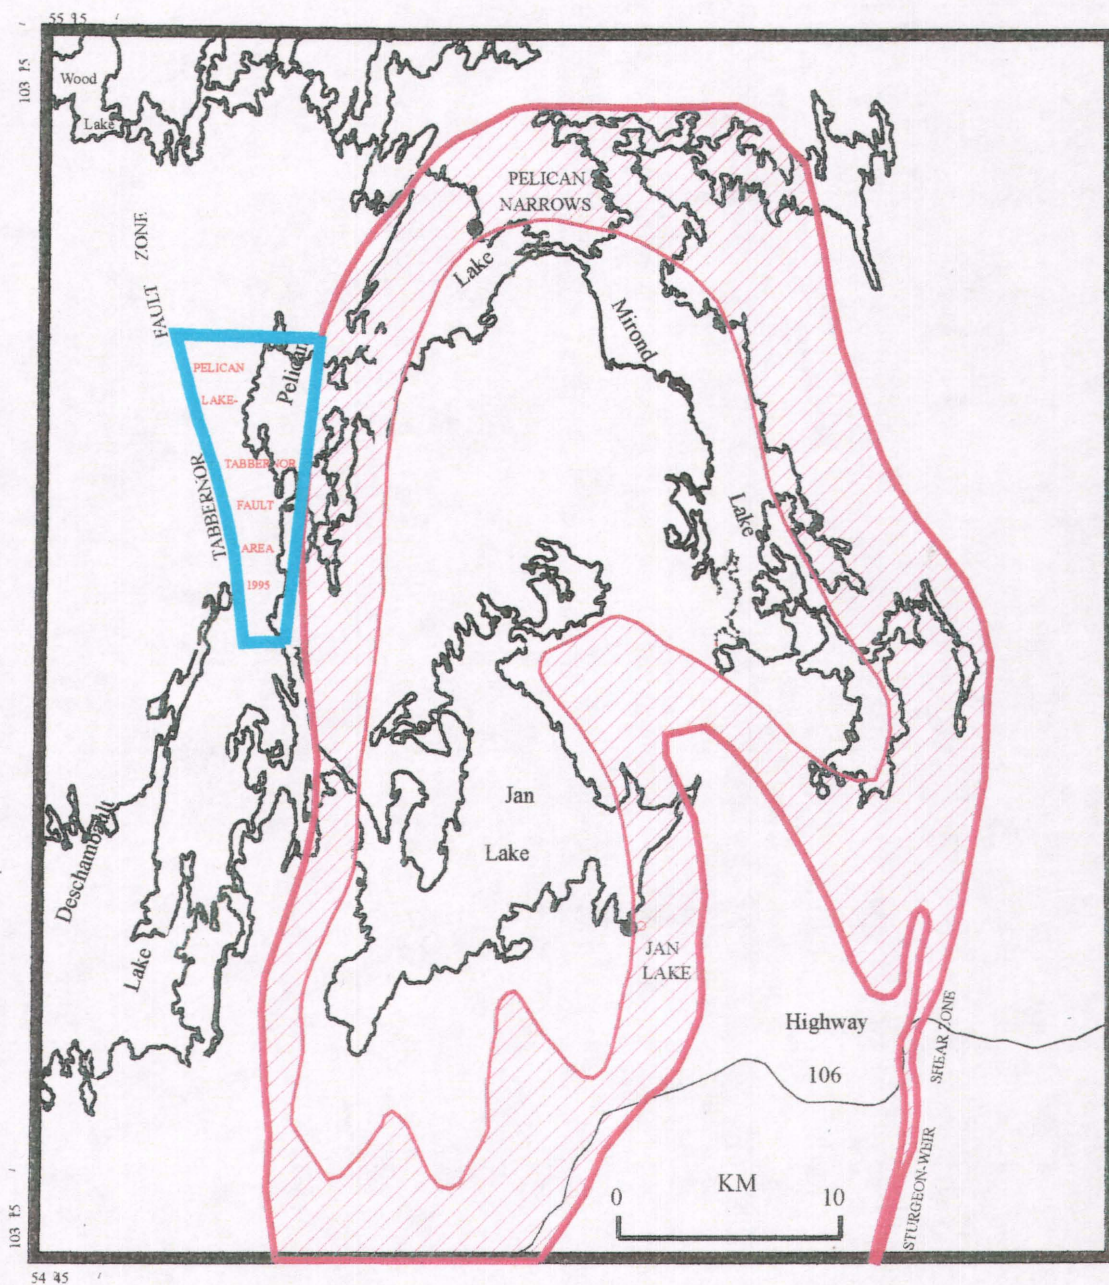 55 15
103 15
Wood
Lake
PELICAN
NARROWS
ZONE
FAULT
Lake
Mirond
Pelican
PELICAN
LAKE-
TABBERNOR
FAULT
AREA
1995
TABBERNOR
Lake
Jan
Lake
Deschambault
Lake
JAN
LAKE
Highway
106
SHEAR ZONE
STURGEON-WEIR
0
KM
10
103 15
54 45